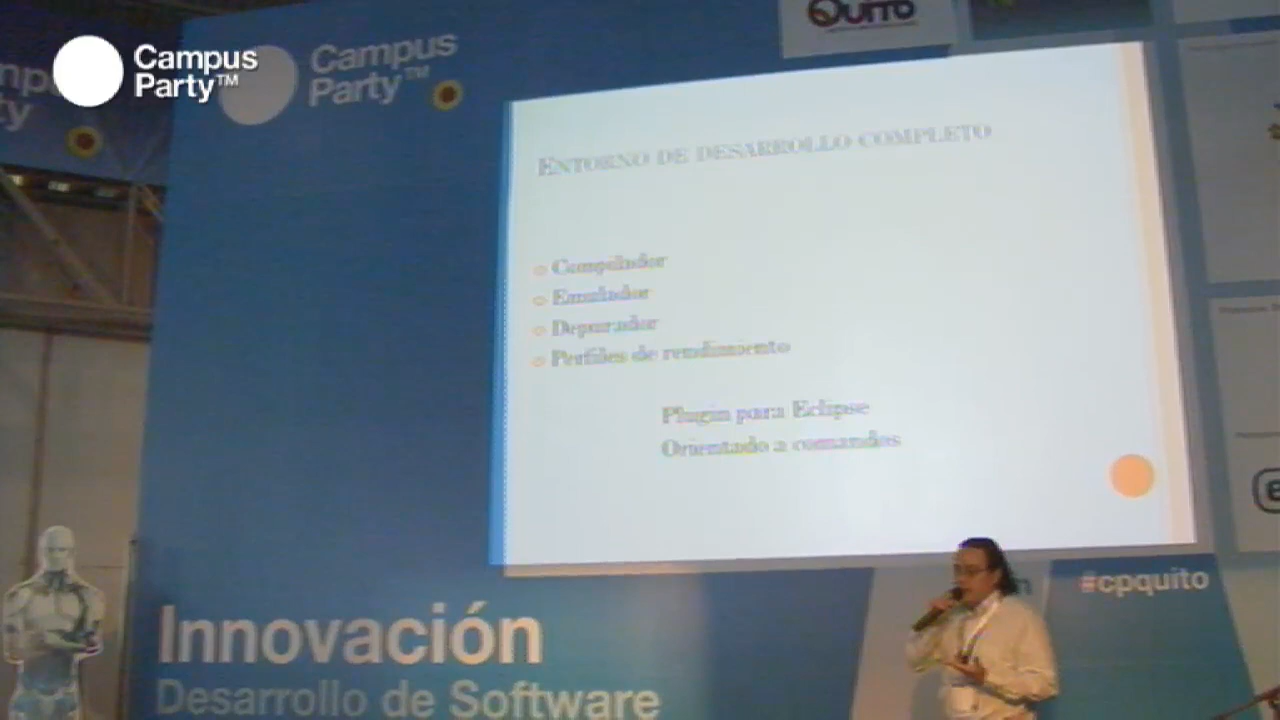 Campus
Party™
Campus
Party™
QUITO
ENTORNO DE DESARROLLO COMPLETO
Compilador
Emulador
Depurador
Perfiles de rendimiento
Plugin para Eclipse
Orientado a comandos
#cpquito
Innovación
Desarrollo de Software